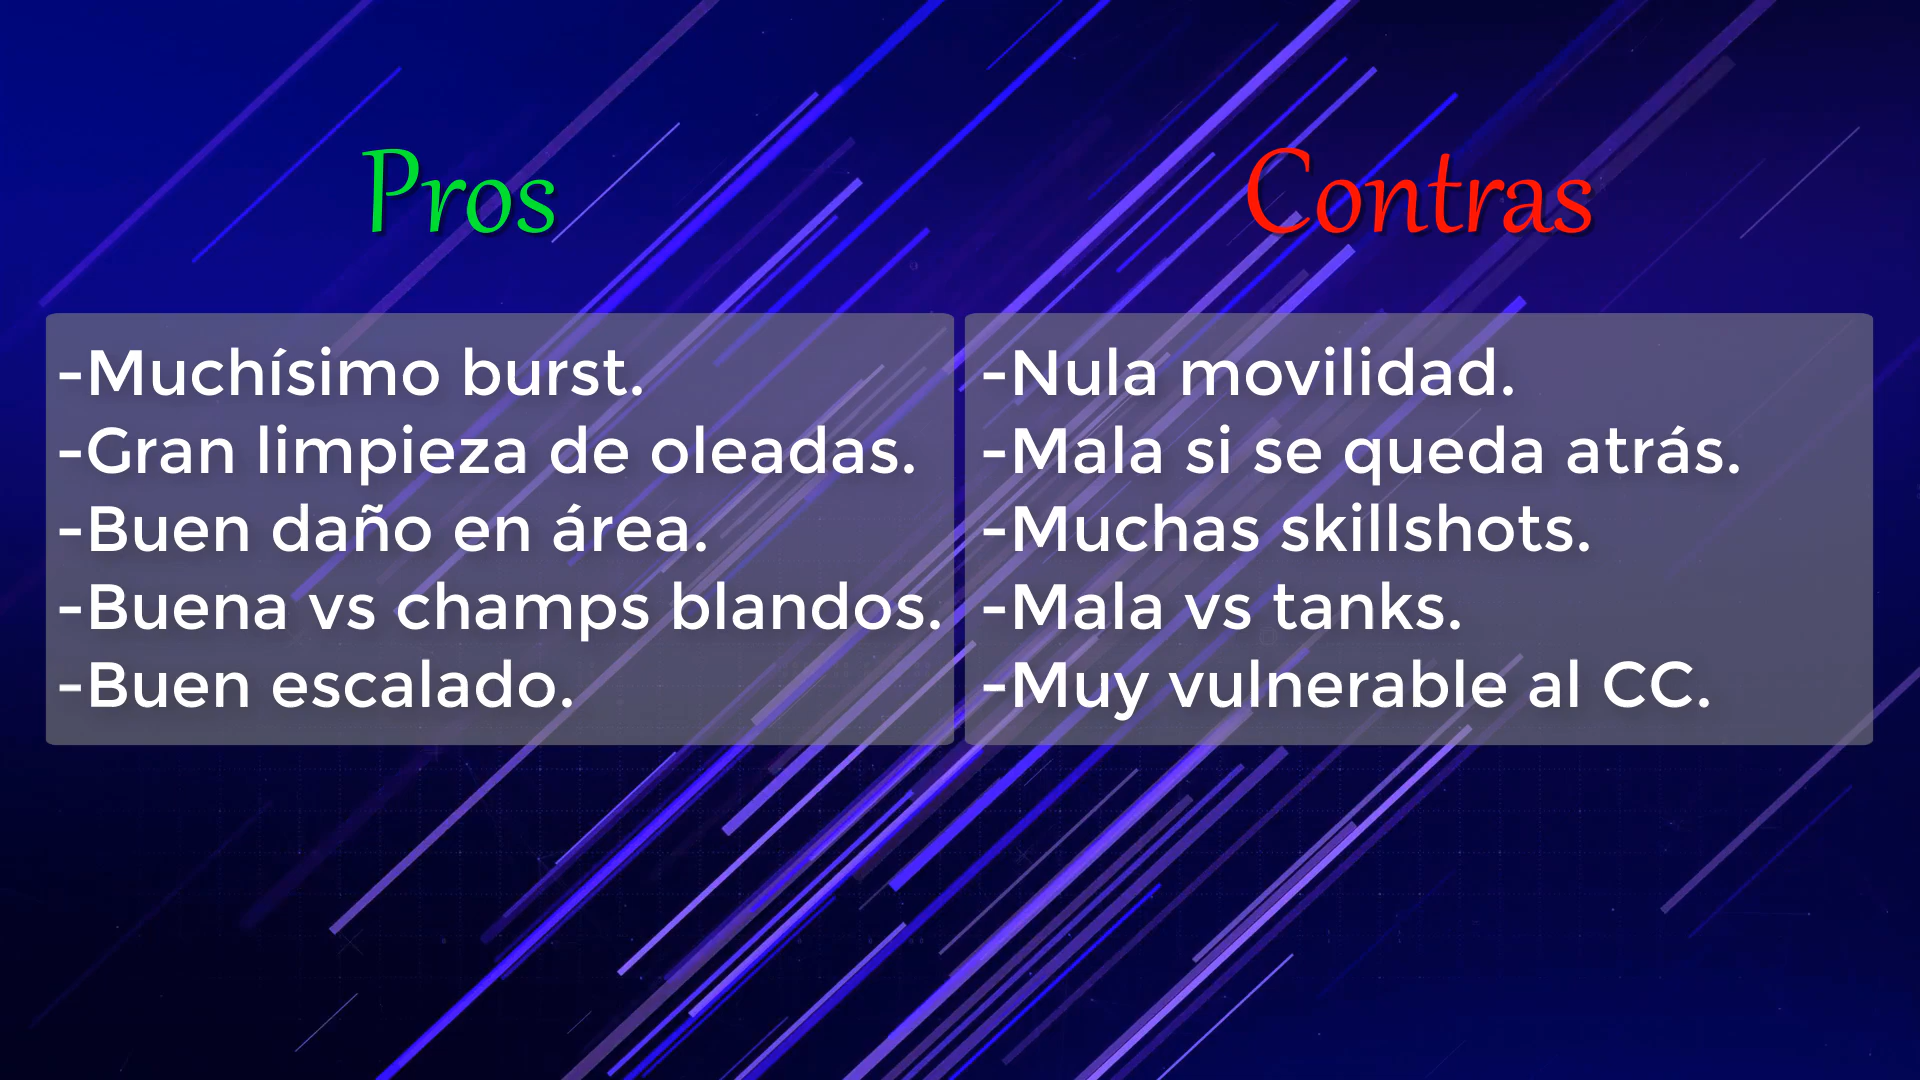 Pros
-Muchísimo burst.
-Gran limpieza de oleadas.
-Buen daño en área.
-Buena vs champs blandos.
-Buen escalado.
Contras
-Nula movilidad.
-Mala si se queda atrás.
-Muchas skillshots.
-Mala vs tanks.
-Muy vulnerable al CC.